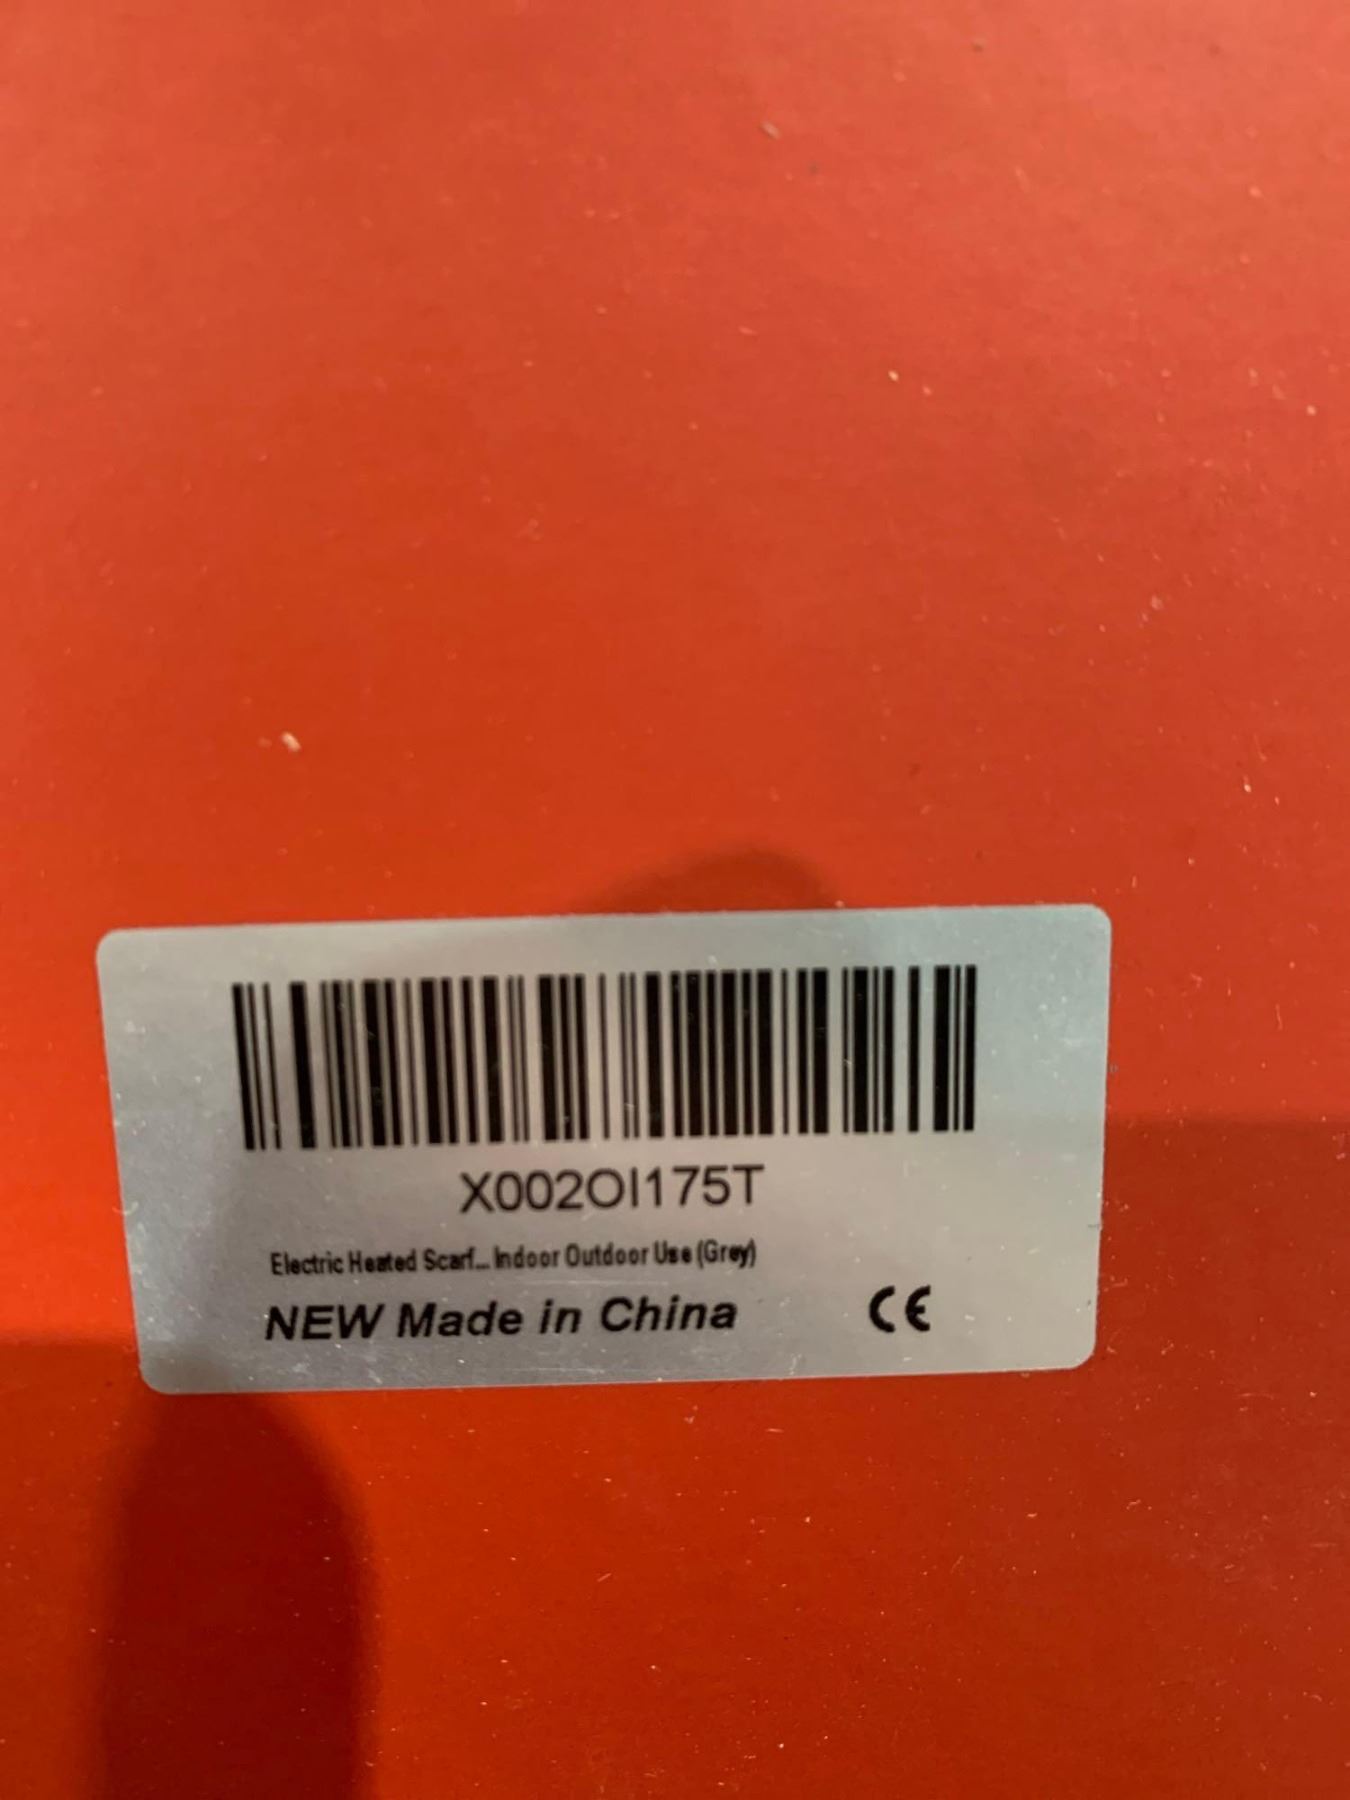 X002OI175T
Electric Heated Scarf... Indoor Outdoor Use (Grey)
NEW Made in China CE